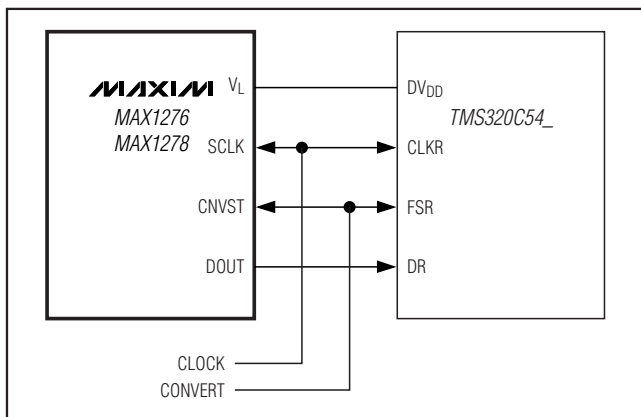 MAXIM
MAX1276
MAX1278
VL
SCLK
CNVST
DOUT
DVDD
TMS320C54_
CLKR
FSR
DR
CLOCK
CONVERT